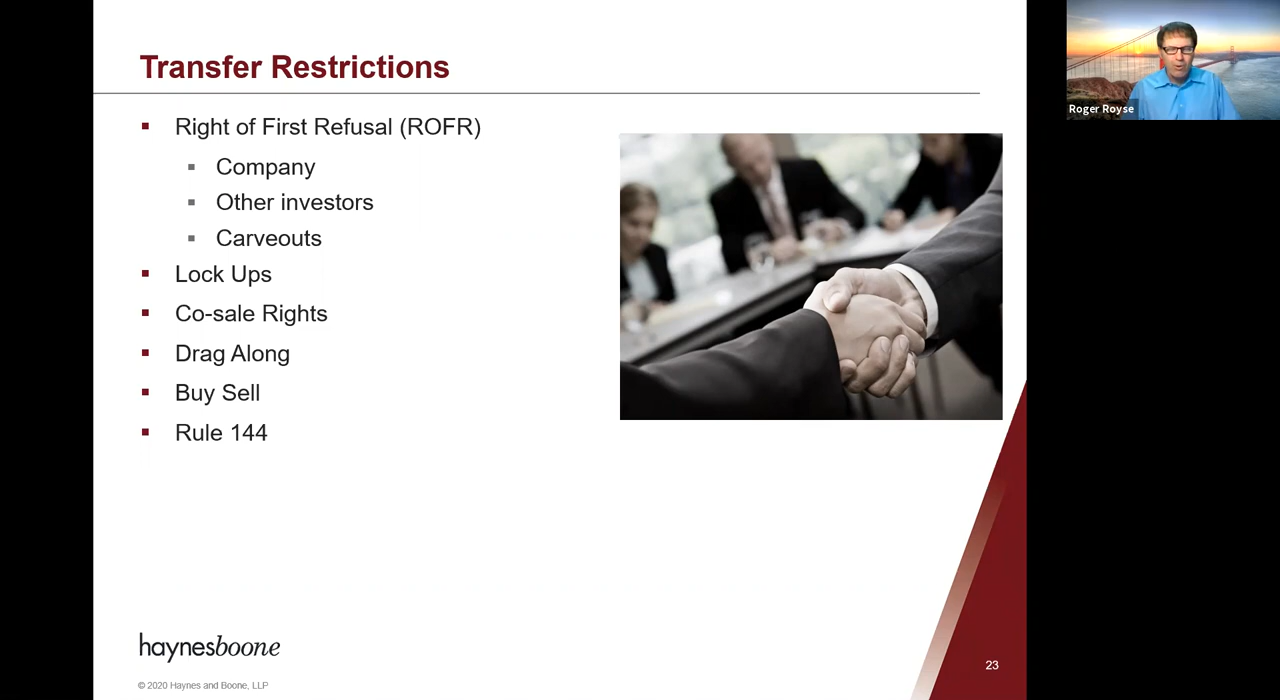 Transfer Restrictions
Right of First Refusal (ROFR)
Company
Other investors
Carveouts
Lock Ups
Co-sale Rights
Drag Along
Buy Sell
Rule 144
haynesboone
© 2020 Haynes and Boone, LLP
23
Roger Royse